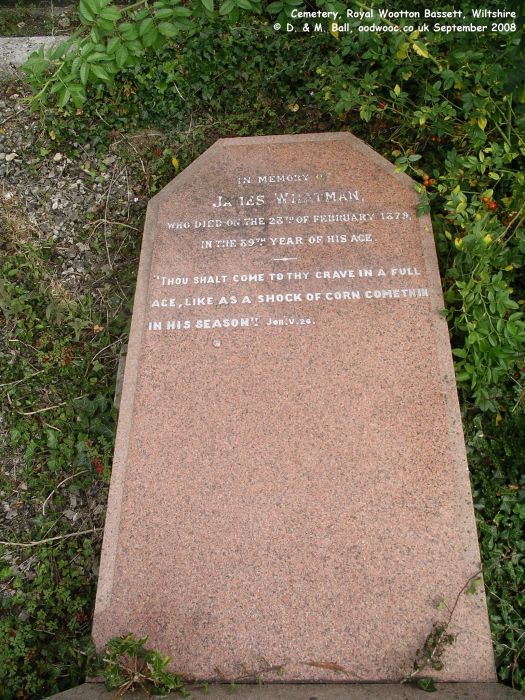 Cemetery, Royal Wootton Bassett, Wiltshire
© D. & M. Ball, oodwooc.co.uk September 2008
IN MEMORY OF
JAMES WHATMAN,
WHO DIED ON THE 28TH OF FEBRUARY 1879,
IN THE 89TH YEAR OF HIS AGE.
"THOU SHALT COME TO THY GRAVE IN A FULL
AGE, LIKE AS A SHOCK OF CORN COMETH IN
IN HIS SEASON". JOB. V. 26.